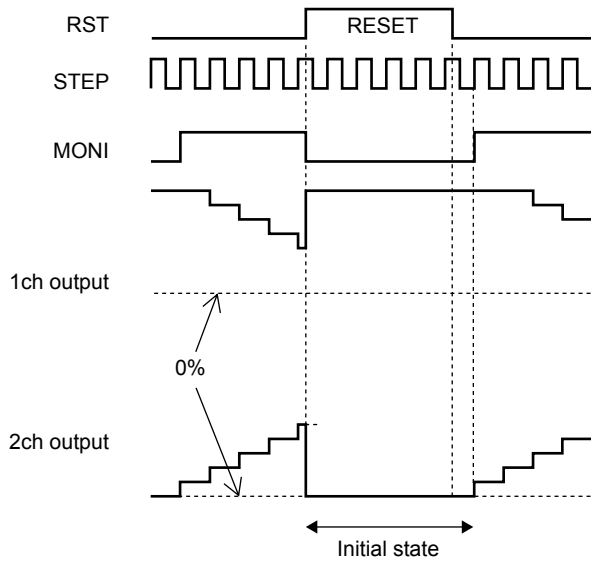 RST
RESET
STEP
MONI
1ch output
0%
2ch output
Initial state